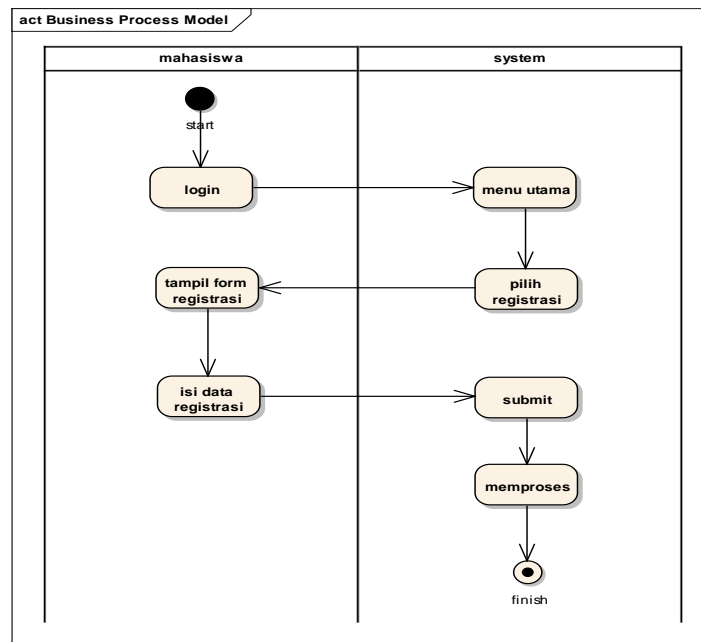 act Business Process Model
mahasiswa
system
start
login
menu utama
tampil form
registrasi
pilih
registrasi
isi data
registrasi
submit
memproses
finish